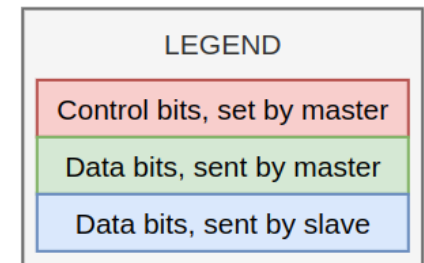 LEGEND
Control bits, set by master
Data bits, sent by master
Data bits, sent by slave